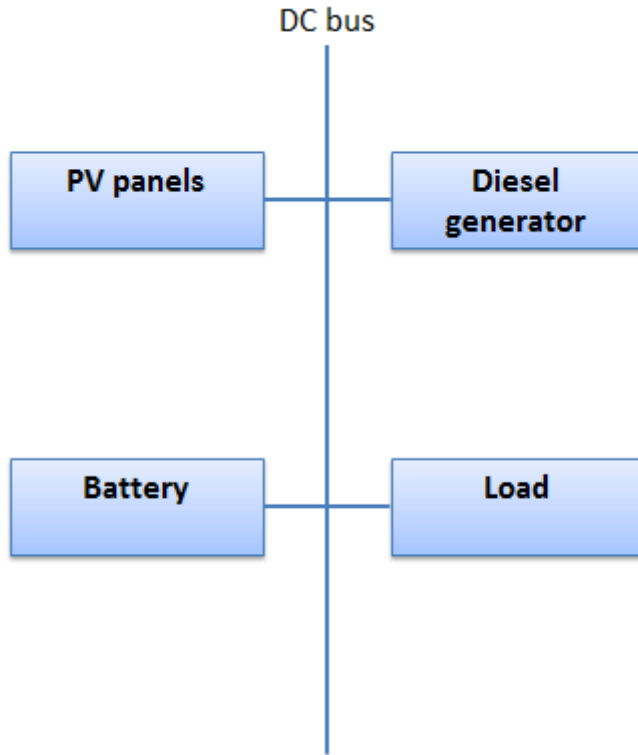 DC bus
PV panels
Diesel
generator
Battery
Load